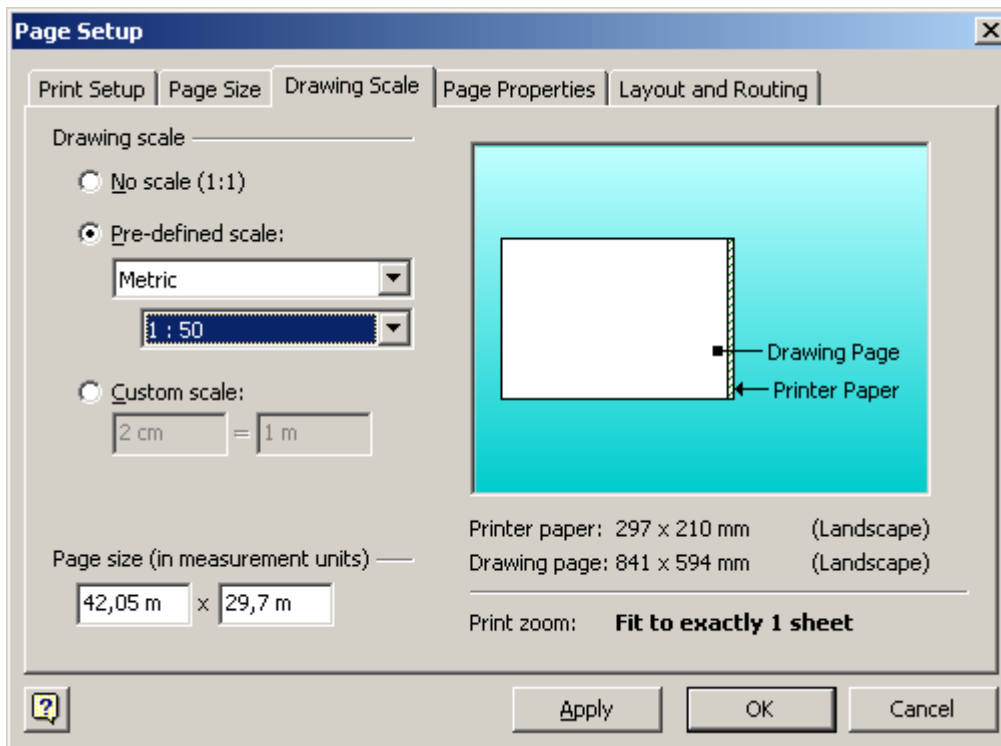 Page Setup
Print Setup
Page Size
Drawing Scale
Page Properties
Layout and Routing
Drawing scale
No scale (1:1)
Pre-defined scale:
Metric
1 : 50
Custom scale:
2 cm = 1 m
Page size (in measurement units)
42,05 m x 29,7 m
Drawing Page
Printer Paper
Printer paper: 297 x 210 mm (Landscape)
Drawing page: 841 x 594 mm (Landscape)
Print zoom: Fit to exactly 1 sheet
?
Apply
OK
Cancel